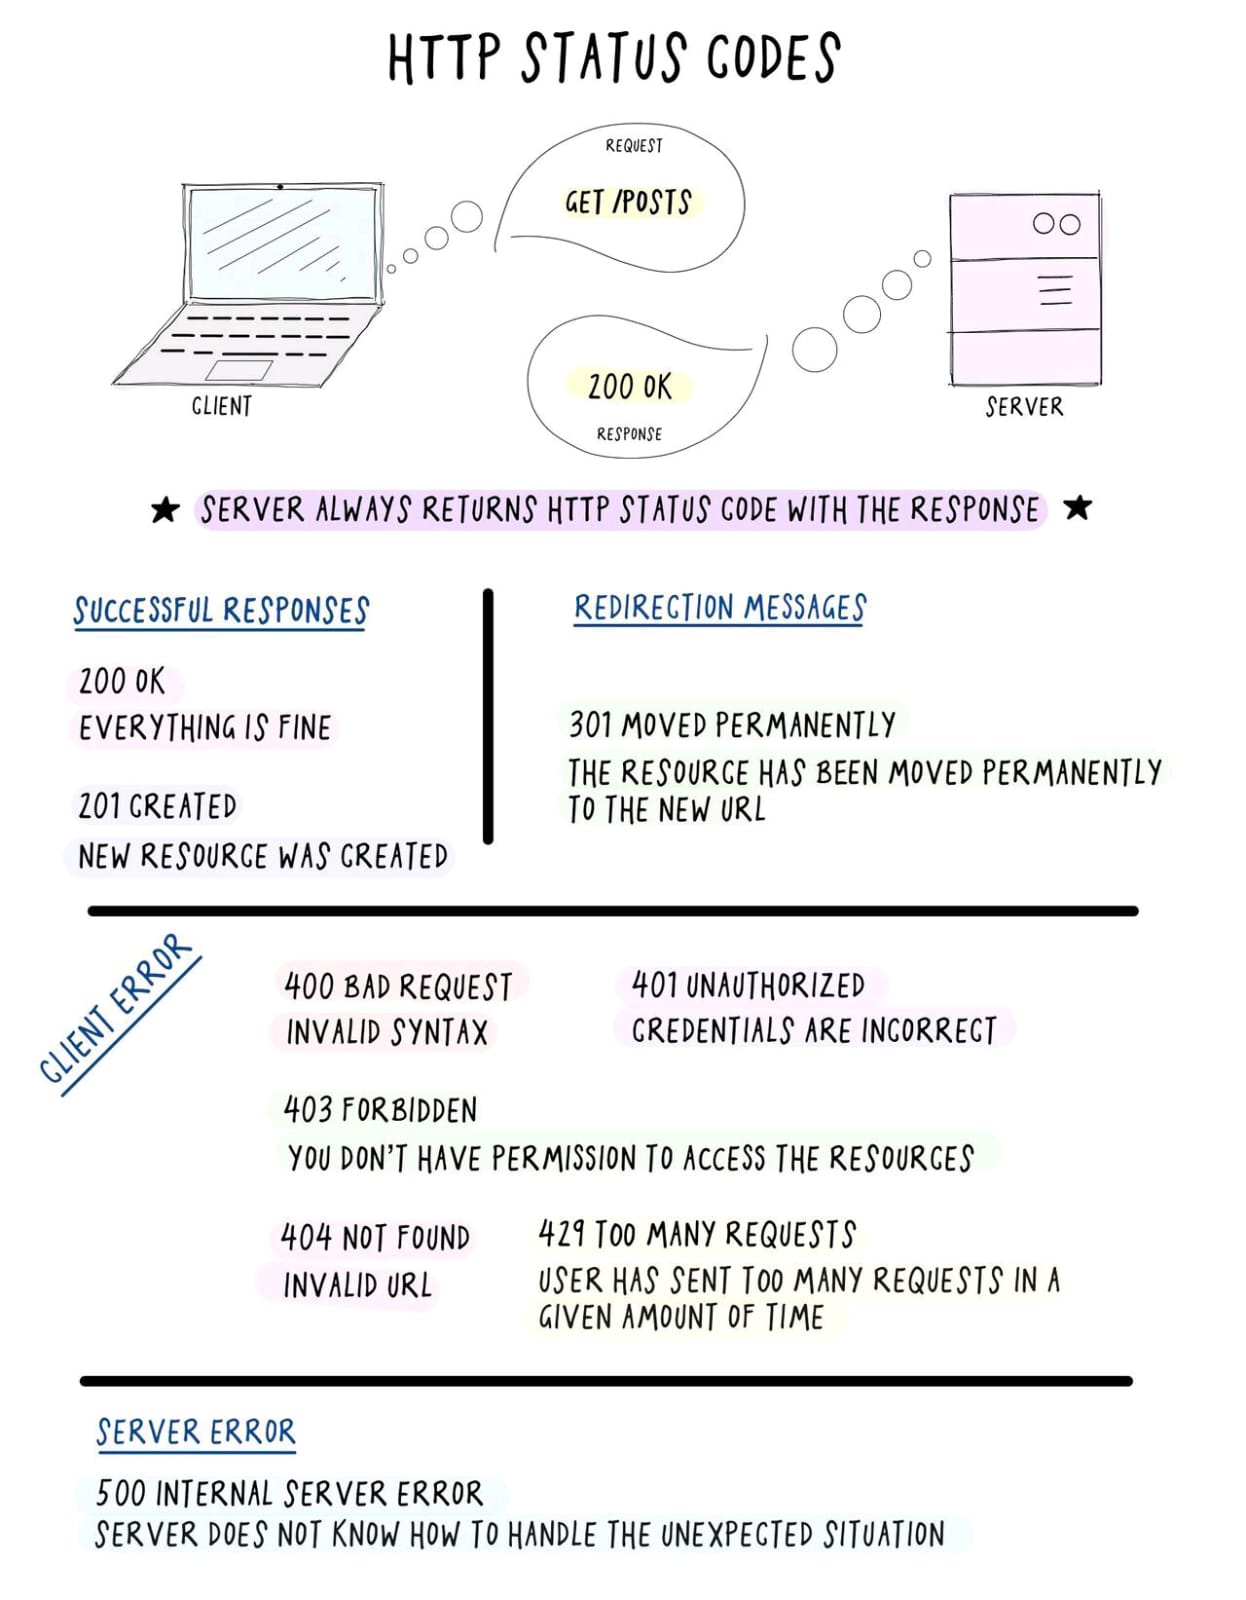 HTTP STATUS CODES
REQUEST
GET /POSTS
200 OK
RESPONSE
CLIENT
SERVER
★ SERVER ALWAYS RETURNS HTTP STATUS CODE WITH THE RESPONSE ★
SUCCESSFUL RESPONSES
200 OK
EVERYTHING IS FINE
201 CREATED
NEW RESOURCE WAS CREATED
REDIRECTION MESSAGES
301 MOVED PERMANENTLY
THE RESOURCE HAS BEEN MOVED PERMANENTLY
TO THE NEW URL
CLIENT ERROR
400 BAD REQUEST
INVALID SYNTAX
401 UNAUTHORIZED
CREDENTIALS ARE INCORRECT
403 FORBIDDEN
YOU DON'T HAVE PERMISSION TO ACCESS THE RESOURCES
404 NOT FOUND
INVALID URL
429 TOO MANY REQUESTS
USER HAS SENT TOO MANY REQUESTS IN A
GIVEN AMOUNT OF TIME
SERVER ERROR
500 INTERNAL SERVER ERROR
SERVER DOES NOT KNOW HOW TO HANDLE THE UNEXPECTED SITUATION